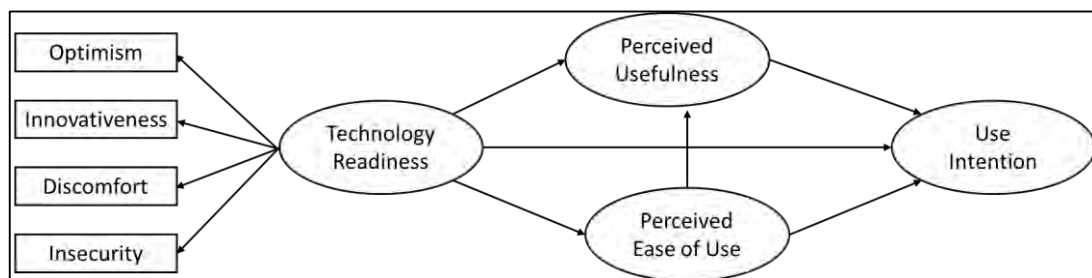 Optimism
Innovativeness
Discomfort
Insecurity
Technology
Readiness
Perceived
Usefulness
Perceived
Ease of Use
Use
Intention